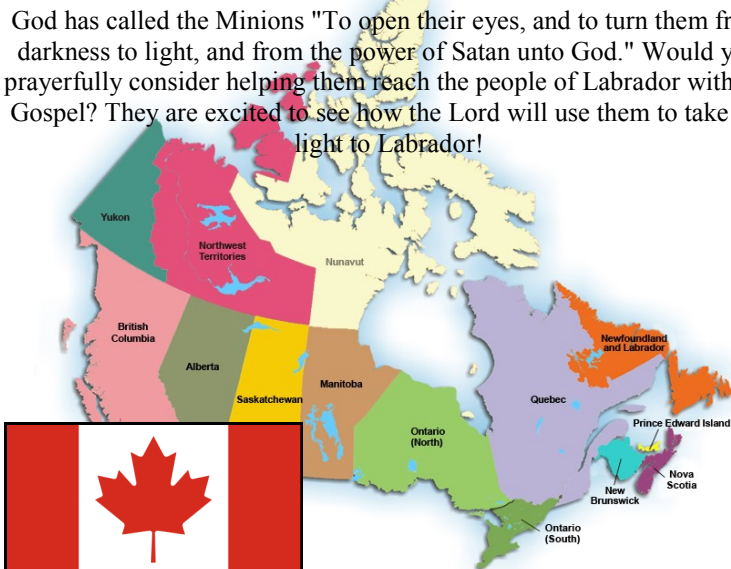 God has called the Minions "To open their eyes, and to turn them
darkness to light, and from the power of Satan unto God." Would
prayerfully consider helping them reach the people of Labrador with
Gospel? They are excited to see how the Lord will use them to take
light to Labrador!
Yukon
Northwest
Territories
Nunavut
British
Columbia
Alberta
Saskatchewan
Manitoba
Ontario
(North)
Quebec
Newfoundland
and Labrador
Prince Edward Island
Nova
Scotia
New
Brunswick
Ontario
(South)